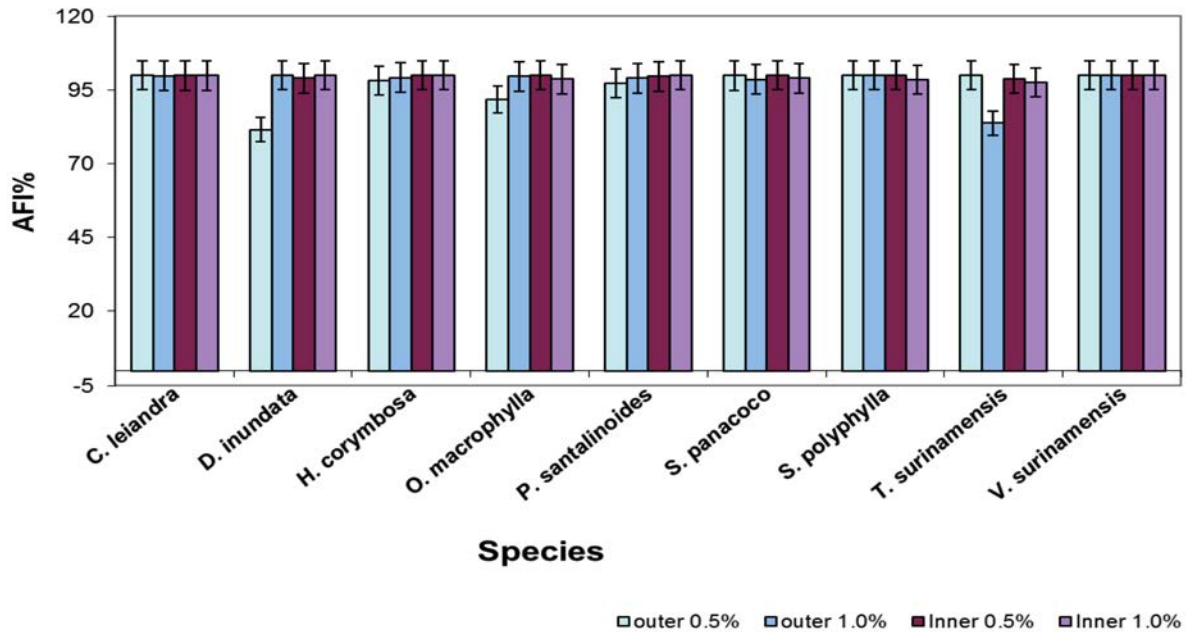 120
95
70
45
20
-5
AFI%
C. leiandra
D. inundata
H. corymbosa
O. macrophylla
P. santalinoides
S. panacoco
S. polyphylla
T. surinamensis
V. surinamensis
Species
outer 0.5% outer 1.0% Inner 0.5% Inner 1.0%